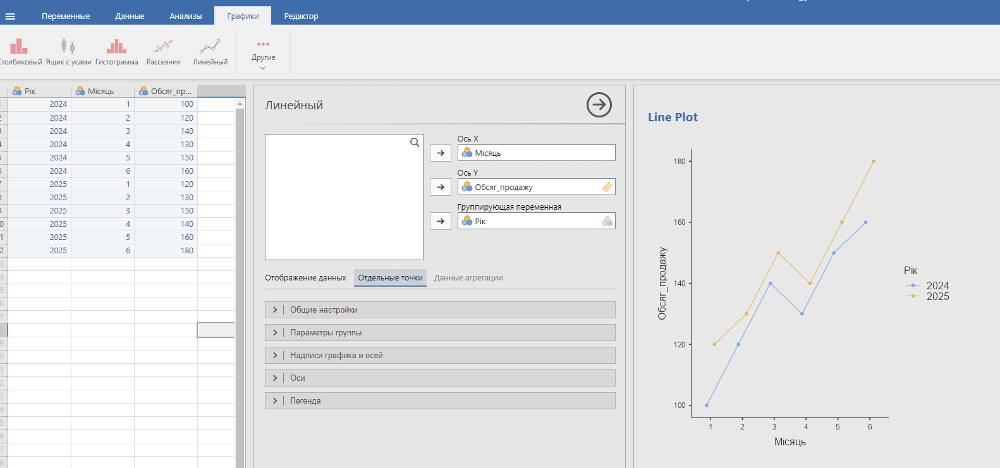 Переменные Данные Анализы Графики Редактор
Ящик с усами Гистограмма Рассеяния Линейный Другие
Рік Місяць Обсяг_пр...
2024 1 100
2024 2 120
2024 3 140
2024 4 130
2024 5 150
2024 6 160
2025 1 120
2025 2 130
2025 3 150
2025 4 140
2025 5 160
2025 6 180
Линейный
Ось X
Місяць
Ось Y
Обсяг_продажу
Группирующая переменная
Рік
Отображение данных Отдельные точки Данные агрегации
Общие настройки
Параметры группы
Надписи графика и осей
Оси
Легенда
Line Plot
180
160
140
120
100
Обсяг_продажу
1 2 3 4 5 6
Місяць
Рік
2024
2025